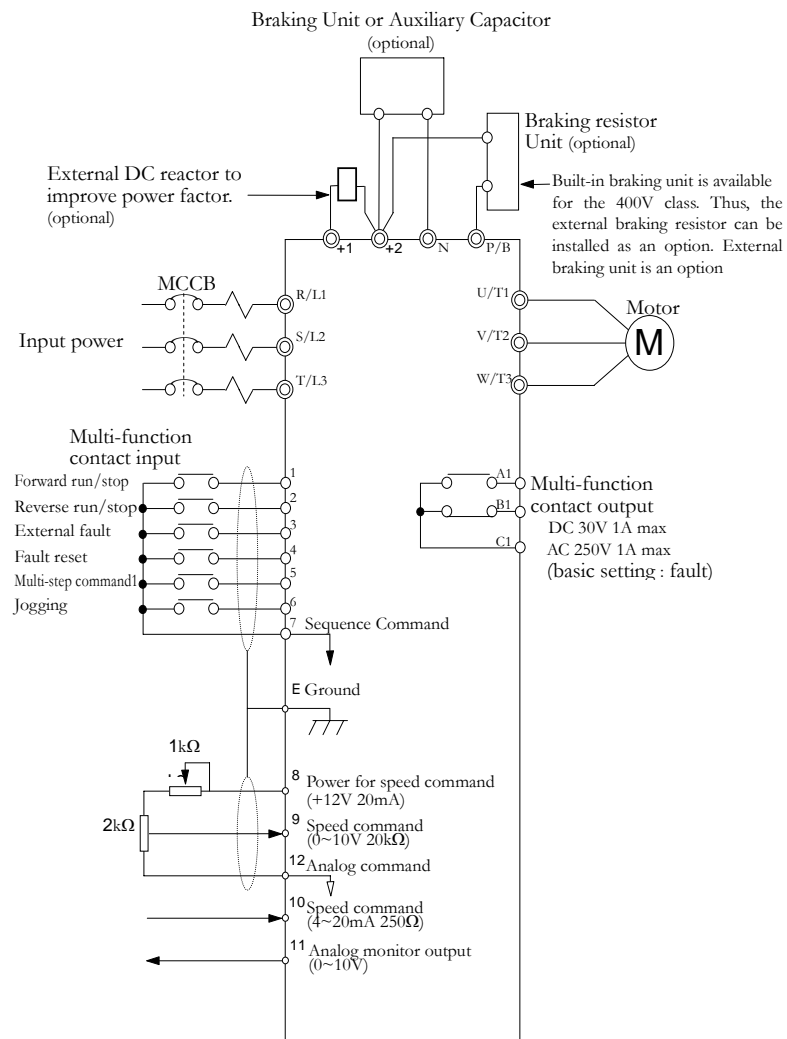 Braking Unit or Auxiliary Capacitor
(optional)
Braking resistor
Unit (optional)
External DC reactor to
improve power factor.
(optional)
Built-in braking unit is available
for the 400V class. Thus, the
external braking resistor can be
installed as an option. External
braking unit is an option
+1
+2
N
P/B
MCCB
Input power
R/L1
S/L2
T/L3
U/T1
V/T2
W/T3
Motor
M
Multi-function
contact input
Forward run/stop
1
Reverse run/stop
2
External fault
3
Fault reset
4
Multi-step command1
5
Jogging
6
7 Sequence Command
A1
B1
C1
Multi-function
contact output
DC 30V 1A max
AC 250V 1A max
(basic setting : fault)
E Ground
1kΩ
2kΩ
8 Power for speed command
(+12V 20mA)
9 Speed command
(0~10V 20kΩ)
12 Analog command
10 Speed command
(4~20mA 250Ω)
11 Analog monitor output
(0~10V)